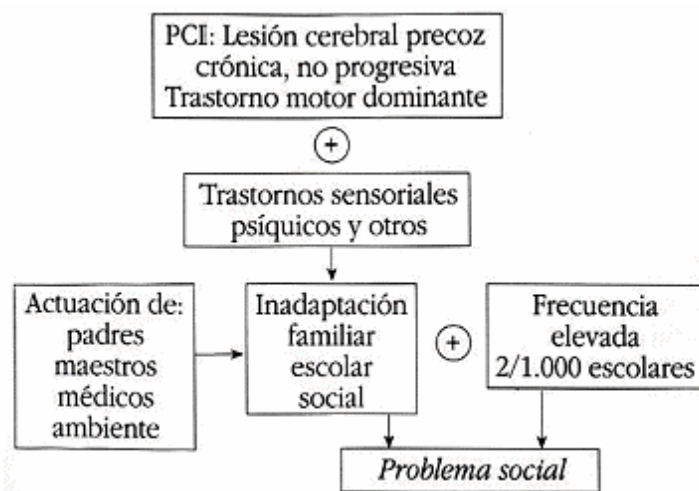 PCI: Lesión cerebral precoz
crónica, no progresiva
Trastorno motor dominante
+
Trastornos sensoriales
psíquicos y otros
Actuación de:
padres
maestros
médicos
ambiente
Inadaptación
familiar
escolar
social
+
Frecuencia
elevada
2/1.000 escolares
Problema social